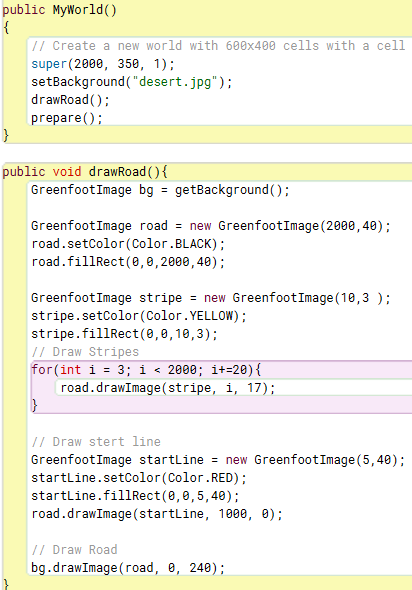 public MyWorld()
{
// Create a new world with 600x400 cells with a cell
super(2000, 350, 1);
setBackground("desert.jpg");
drawRoad();
prepare();
}
public void drawRoad(){
GreenfootImage bg = getBackground();
GreenfootImage road = new GreenfootImage(2000,40);
road.setColor(Color.BLACK);
road.fillRect(0,0,2000,40);
GreenfootImage stripe = new GreenfootImage(10,3 );
stripe.setColor(Color.YELLOW);
stripe.fillRect(0,0,10,3);
// Draw Stripes
for(int i = 3; i < 2000; i+=20){
road.drawImage(stripe, i, 17);
}
// Draw stert line
GreenfootImage startLine = new GreenfootImage(5,40);
startLine.setColor(Color.RED);
startLine.fillRect(0,0,5,40);
road.drawImage(startLine, 1000, 0);
// Draw Road
bg.drawImage(road, 0, 240);
}